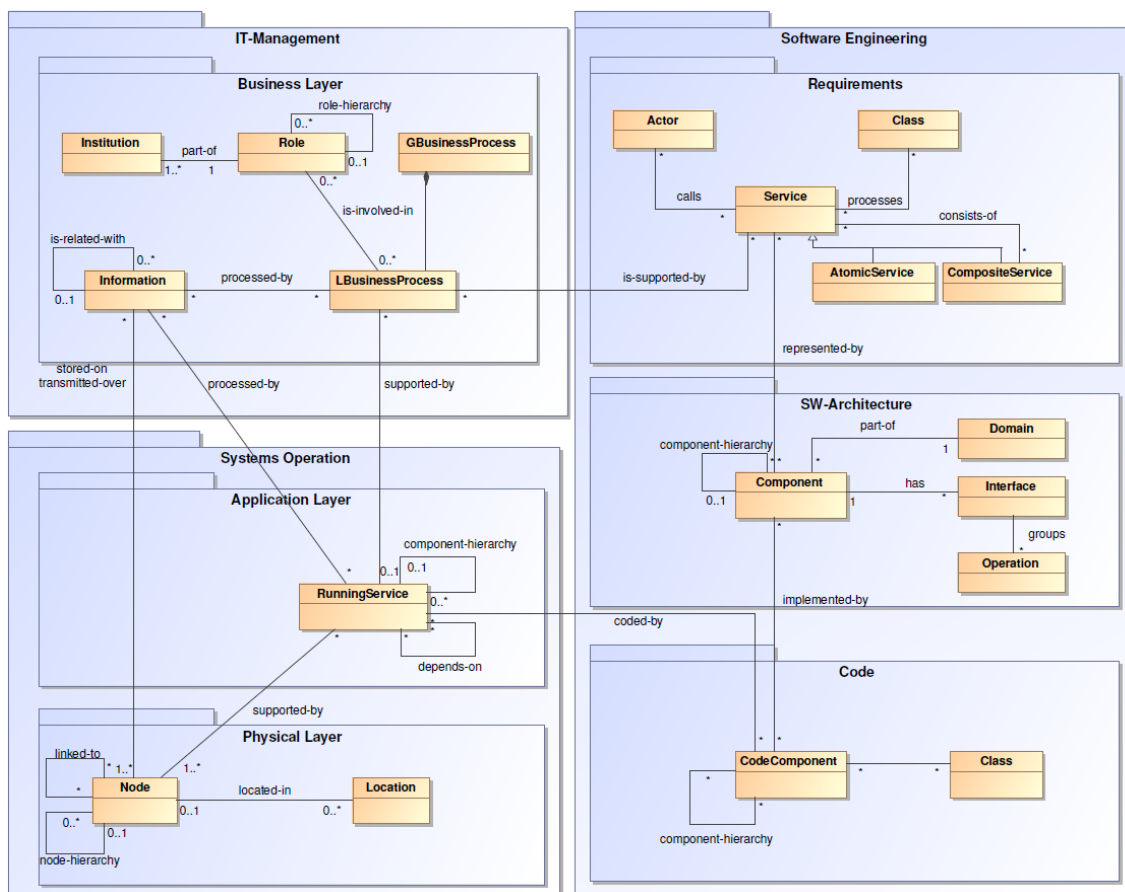 IT-Management
Business Layer
role-hierarchy
0..*
Institution
part-of
Role
GBusinessProcess
1..*
1
0..1
0..*
is-involved-in
is-related-with
0..*
0..*
Information
processed-by
LBusinessProcess
0..1
*
*
*
*
*
*
stored-on
transmitted-over
processed-by
supported-by
Software Engineering
Requirements
Actor
Class
*
*
calls
Service
processes
*
*
consists-of
*
*
*
*
is-supported-by
AtomicService
CompositeService
represented-by
SW-Architecture
part-of
Domain
component-hierarchy
*
1
*
*
Component
has
Interface
0..1
1
*
*
groups
*
Operation
implemented-by
Systems Operation
Application Layer
component-hierarchy
*
0..1
0..1
RunningService
0..*
*
*
*
*
coded-by
depends-on
supported-by
Physical Layer
linked-to
*
1..*
1..*
Node
located-in
Location
*
0..*
0..1
0..1
0..*
node-hierarchy
Code
*
*
CodeComponent
Class
*
*
*
*
component-hierarchy